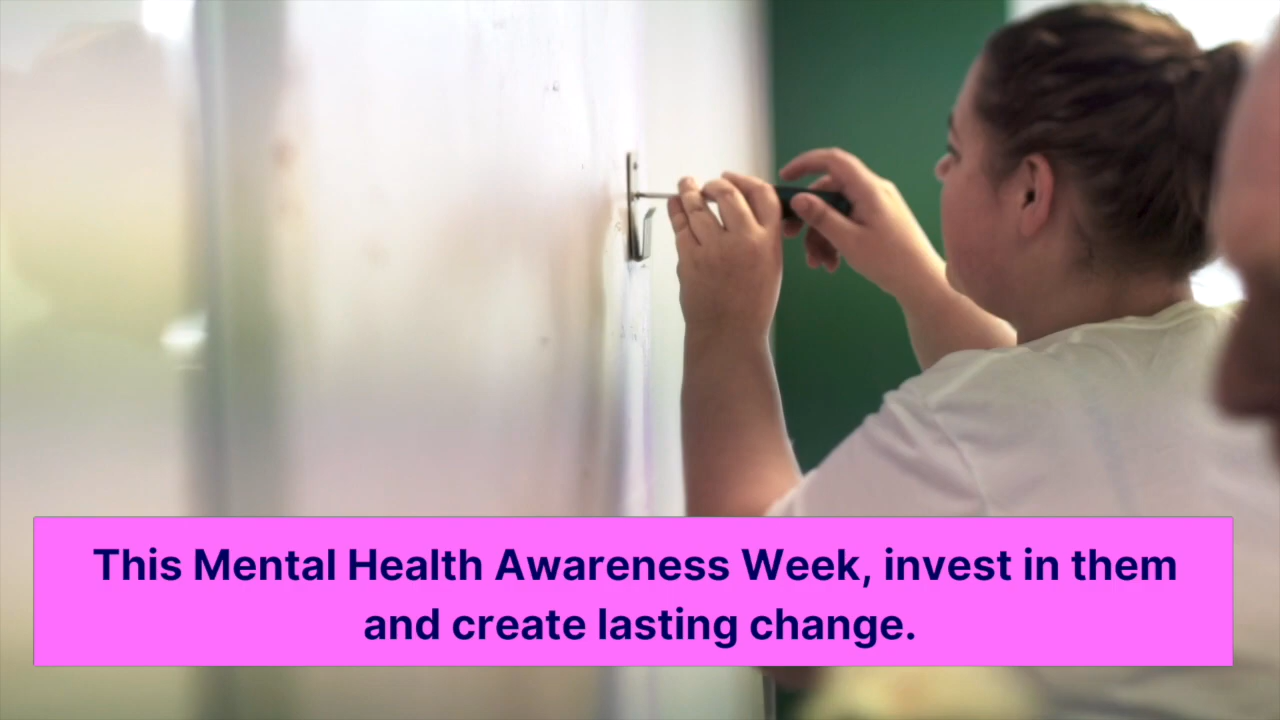 This Mental Health Awareness Week, invest in them
and create lasting change.